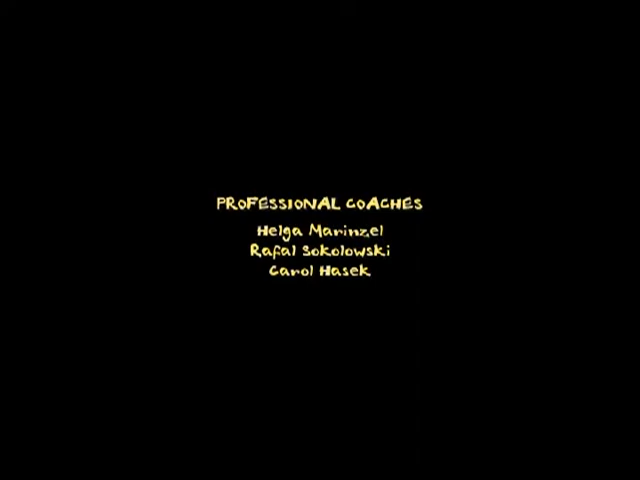 PROFESSIONAL COACHES
Helga Marinzel
Rafal Sokolowski
Carol Hasek